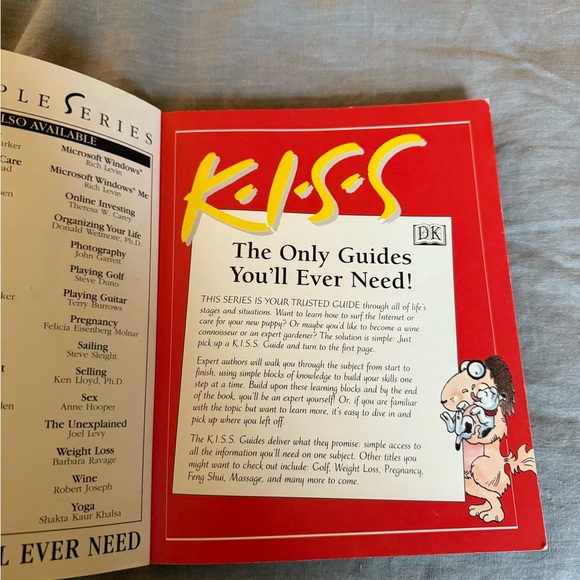 PLE SERIES
LSO AVAILABLE
arker
Care
ad
sen
ker
den
Microsoft Windows®
Rich Levin
Microsoft Windows® Me
Rich Levin
Online Investing
Theresa W. Carey
Organizing Your Life
Donald Wetmore, Ph.D.
Photography
John Garrett
Playing Golf
Steve Duno
Playing Guitar
Terry Burrows
Pregnancy
Felicia Eisenberg Molnar
Sailing
Steve Sleight
Selling
Ken Lloyd, Ph.D.
Sex
Anne Hooper
The Unexplained
Joel Levy
Weight Loss
Barbara Ravage
Wine
Robert Joseph
Yoga
Shakta Kaur Khalsa
L EVER NEED
K·I·S·S
DK
The Only Guides
You'll Ever Need!
THIS SERIES IS YOUR TRUSTED GUIDE through all of life's
stages and situations. Want to learn how to surf the Internet or
care for your new puppy? Or maybe you'd like to become a wine
connoisseur or an expert gardener? The solution is simple: Just
pick up a K.I.S.S. Guide and turn to the first page.
Expert authors will walk you through the subject from start to
finish, using simple blocks of knowledge to build your skills one
step at a time. Build upon these learning blocks and by the end
of the book, you'll be an expert yourself! Or, if you are familiar
with the topic but want to learn more, it's easy to dive in and
pick up where you left off.
The K.I.S.S. Guides deliver what they promise: simple access to
all the information you'll need on one subject. Other titles you
might want to check out include: Golf, Weight Loss, Pregnancy,
Feng Shui, Massage, and many more to come.